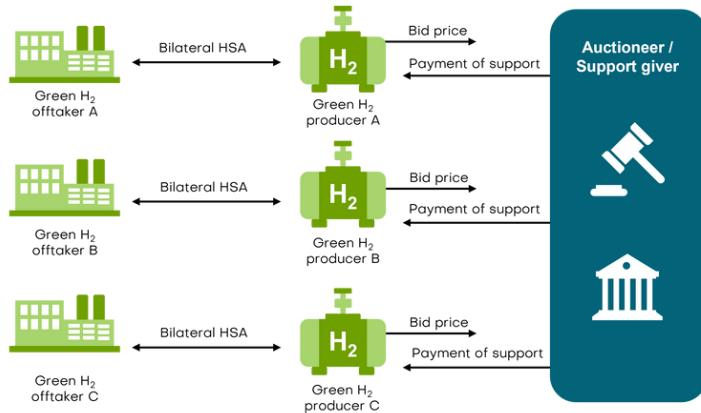 Bilateral HSA
H₂
Bid price
Payment of support
Green H₂
offtaker A
Green H₂
producer A
Bilateral HSA
H₂
Bid price
Payment of support
Green H₂
offtaker B
Green H₂
producer B
Bilateral HSA
H₂
Bid price
Payment of support
Green H₂
offtaker C
Green H₂
producer C
Auctioneer /
Support giver